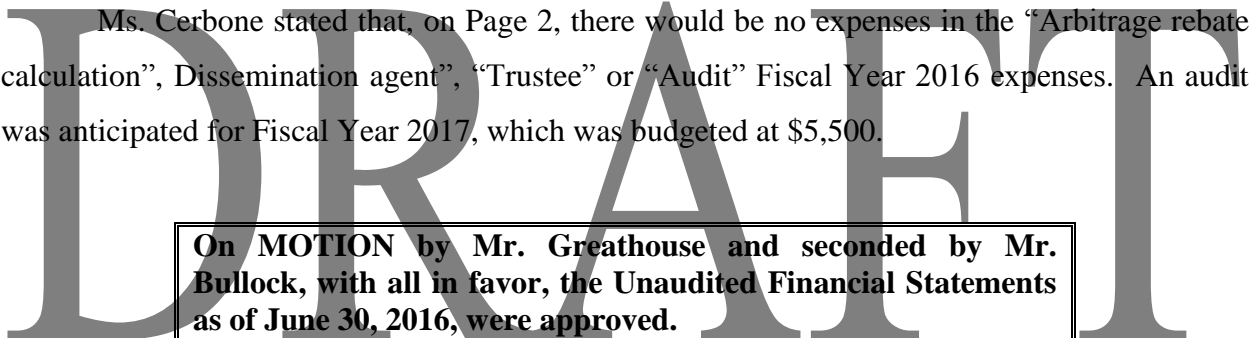 Ms. Cerbone stated that, on Page 2, there would be no expenses in the “Arbitrage rebate
calculation”, Dissemination agent”, “Trustee” or “Audit” Fiscal Year 2016 expenses. An audit
was anticipated for Fiscal Year 2017, which was budgeted at $5,500.
DRAFT
On MOTION by Mr. Greathouse and seconded by Mr.
Bullock, with all in favor, the Unaudited Financial Statements
as of June 30, 2016, were approved.